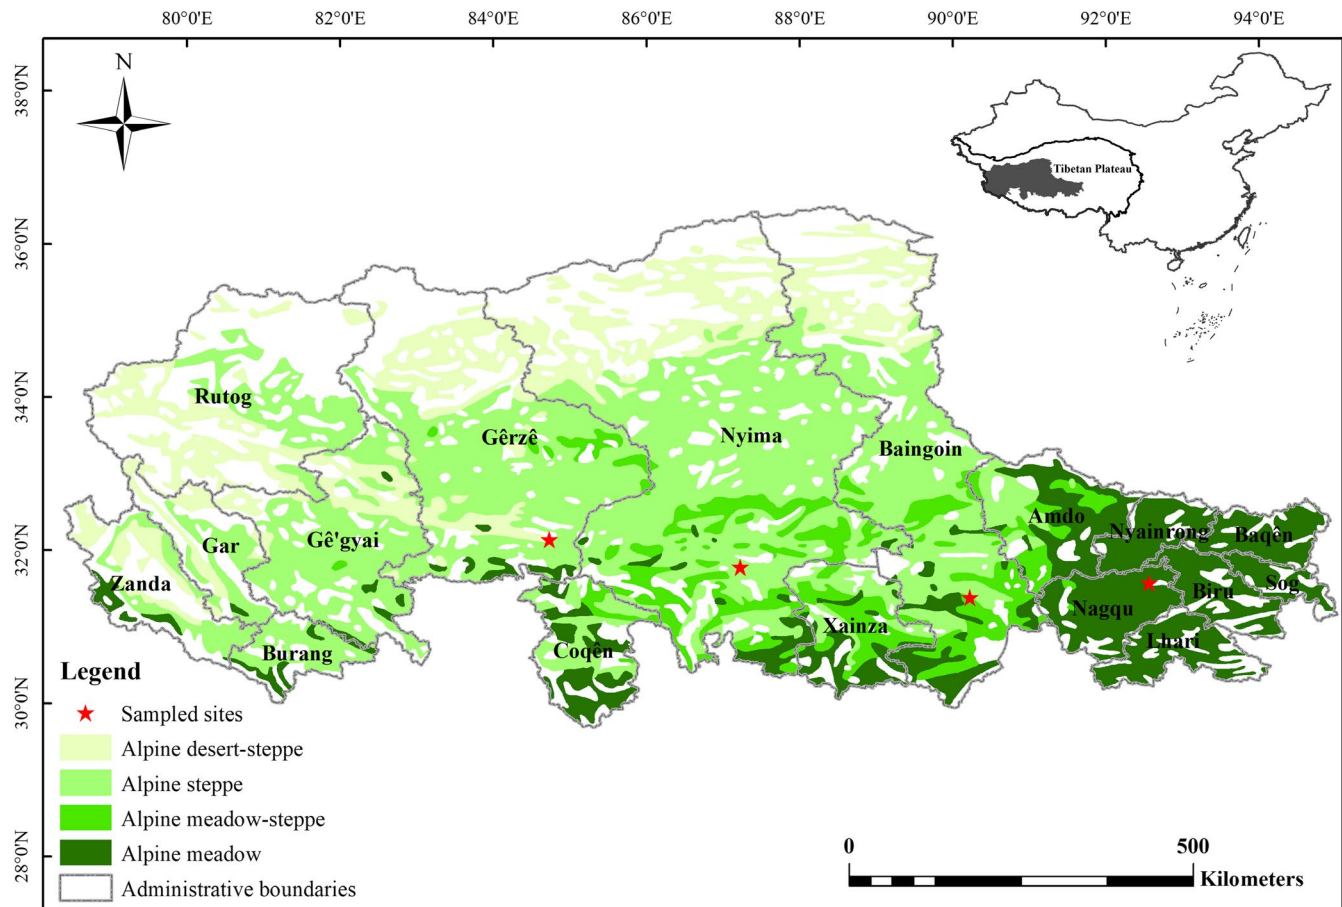 80°0'E 82°0'E 84°0'E 86°0'E 88°0'E 90°0'E 92°0'E 94°0'E
N
38°0'N
36°0'N
34°0'N
32°0'N
30°0'N
28°0'N
Tibetan Plateau
Rutog
Gêrzê
Nyima
Baingoin
Amdo
Nyainrong
Baqên
Gar
Gê'gyai
Zanda
Sog
Biru
Nagqu
Xainza
Lhari
Burang
Coqên
Legend
Sampled sites
Alpine desert-steppe
Alpine steppe
Alpine meadow-steppe
Alpine meadow
Administrative boundaries
0 500
Kilometers